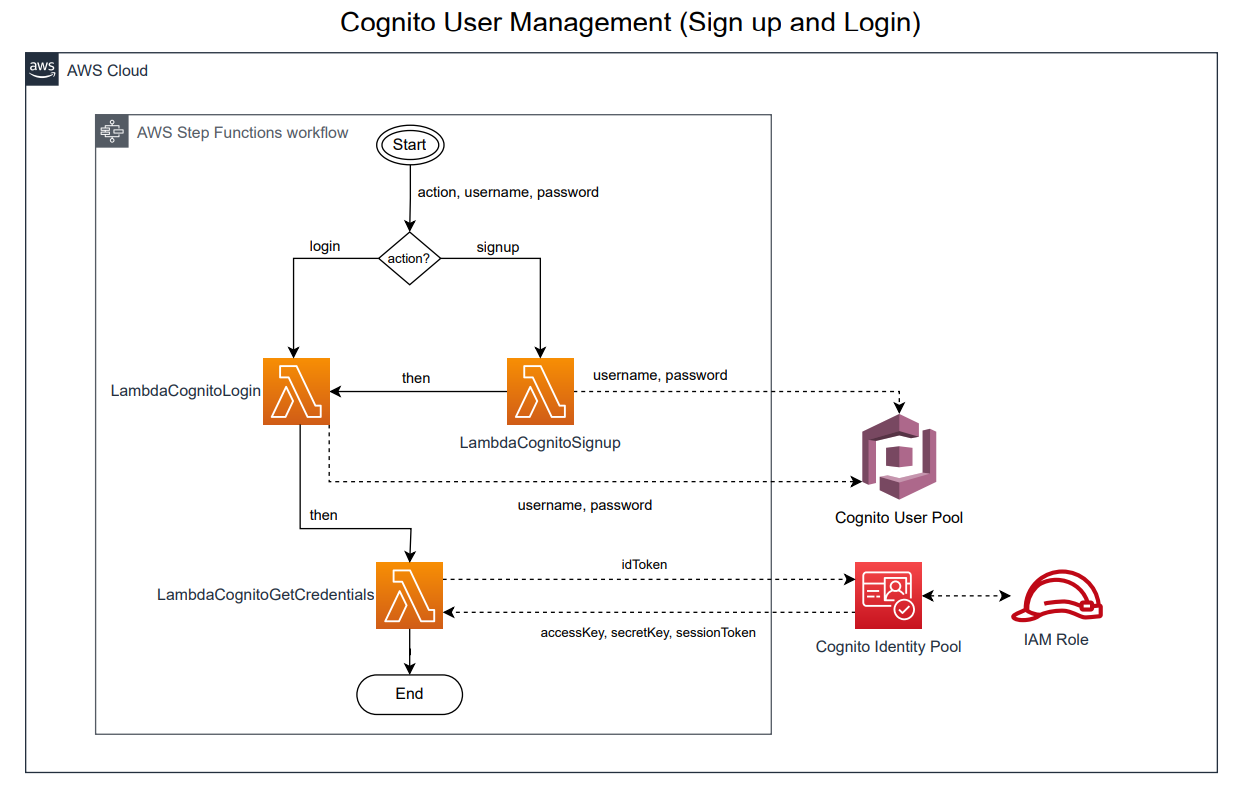 Cognito User Management (Sign up and Login)
aws
AWS Cloud
AWS Step Functions workflow
Start
action, username, password
login
action?
signup
LambdaCognitoLogin
then
username, password
LambdaCognitoSignup
username, password
then
Cognito User Pool
idToken
LambdaCognitoGetCredentials
accessKey, secretKey, sessionToken
Cognito Identity Pool
IAM Role
End